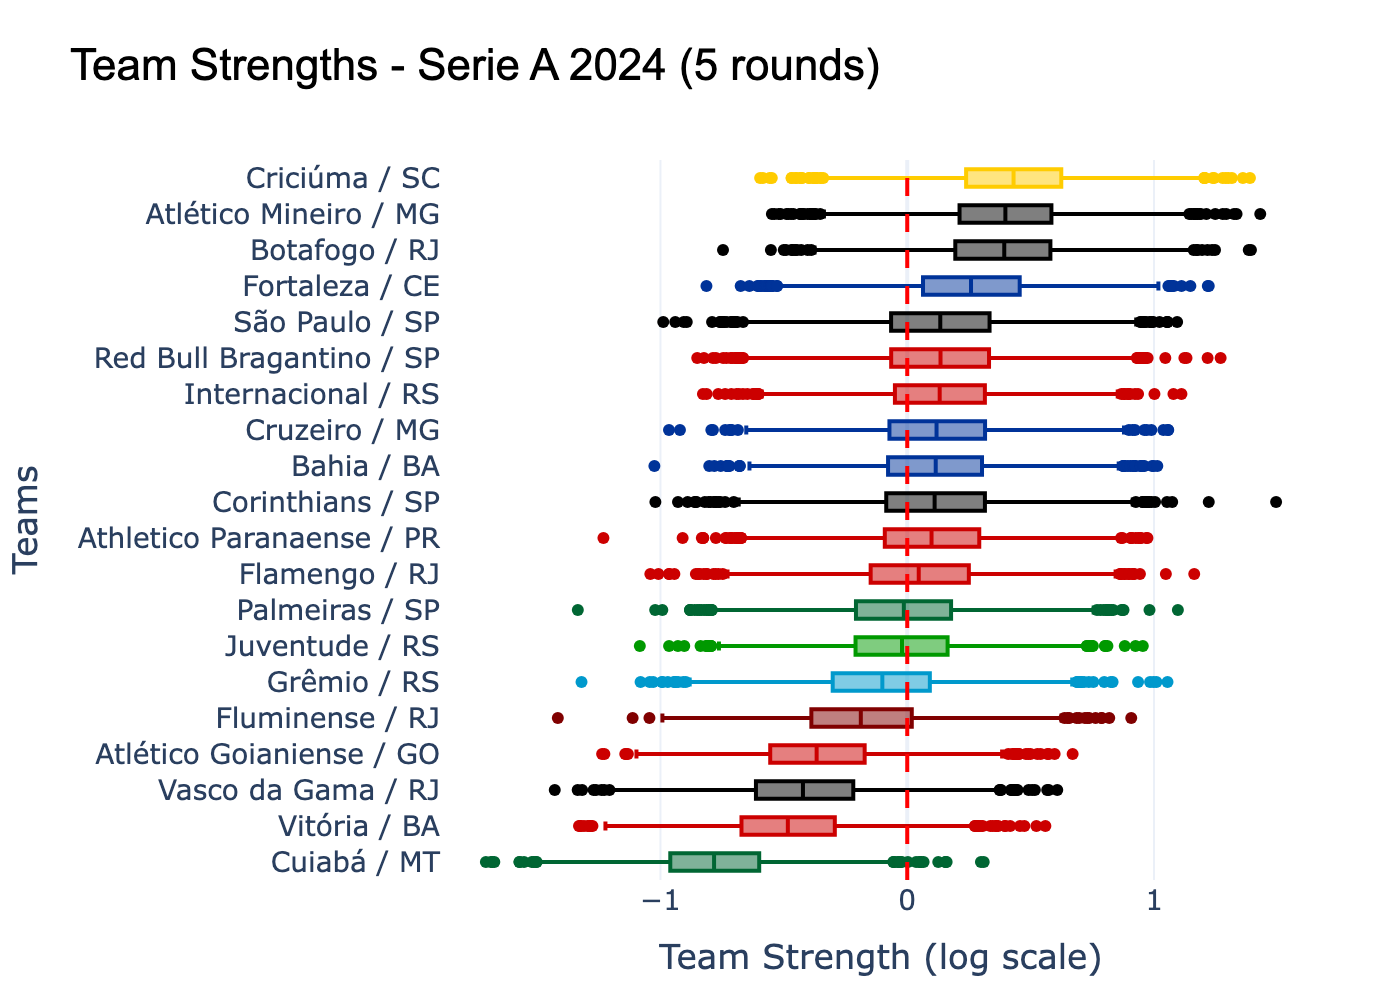 Team Strengths - Serie A 2024 (5 rounds)
Criciúma / SC
Atlético Mineiro / MG
Botafogo / RJ
Fortaleza / CE
São Paulo / SP
Red Bull Bragantino / SP
Internacional / RS
Cruzeiro / MG
Bahia / BA
Corinthians / SP
Athletico Paranaense / PR
Flamengo / RJ
Palmeiras / SP
Juventude / RS
Grêmio / RS
Fluminense / RJ
Atlético Goianiense / GO
Vasco da Gama / RJ
Vitória / BA
Cuiabá / MT
Teams
−1 0 1
Team Strength (log scale)